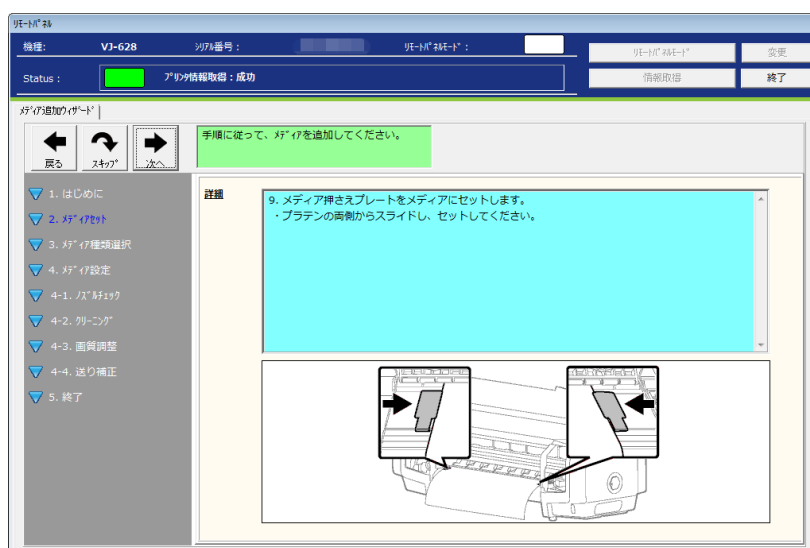 リモートパネル
機種: VJ-628 シリアル番号: リモートパネルモード: リモートパネルモード 変更
Status: プリンタ情報取得:成功 情報取得 終了
メディア追加ウィザード
戻る スキップ 次へ
手順に従って、メディアを追加してください。
1. はじめに
2. メディアセット
3. メディア種類選択
4. メディア設定
4-1. ノズルチェック
4-2. クリーニング
4-3. 画質調整
4-4. 送り補正
5. 終了
詳細
9. メディア押さえプレートをメディアにセットします。
・プラテンの両側からスライドし、セットしてください。